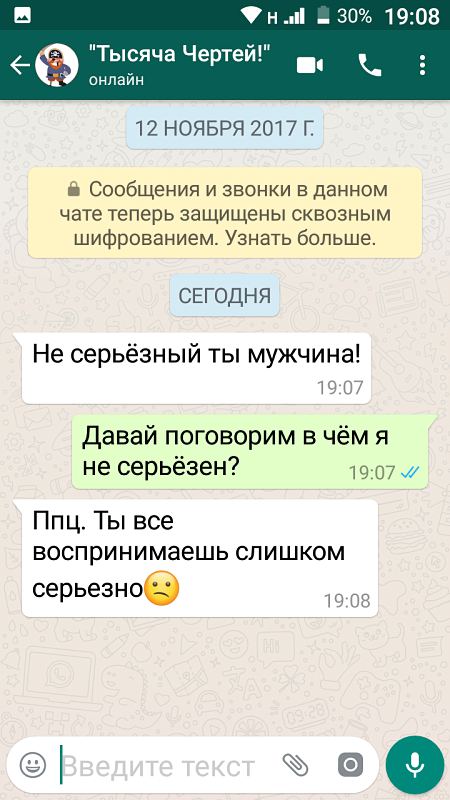 Н 30% 19:08
"Тысяча Чертей!"
онлайн
12 НОЯБРЯ 2017 Г.
Сообщения и звонки в данном
чате теперь защищены сквозным
шифрованием. Узнать больше.
СЕГОДНЯ
Не серьёзный ты мужчина!
19:07
Давай поговорим в чём я
не серьёзен?
19:07
Ппц. Ты все
воспринимаешь слишком
серьезно😕
19:08
Введите текст